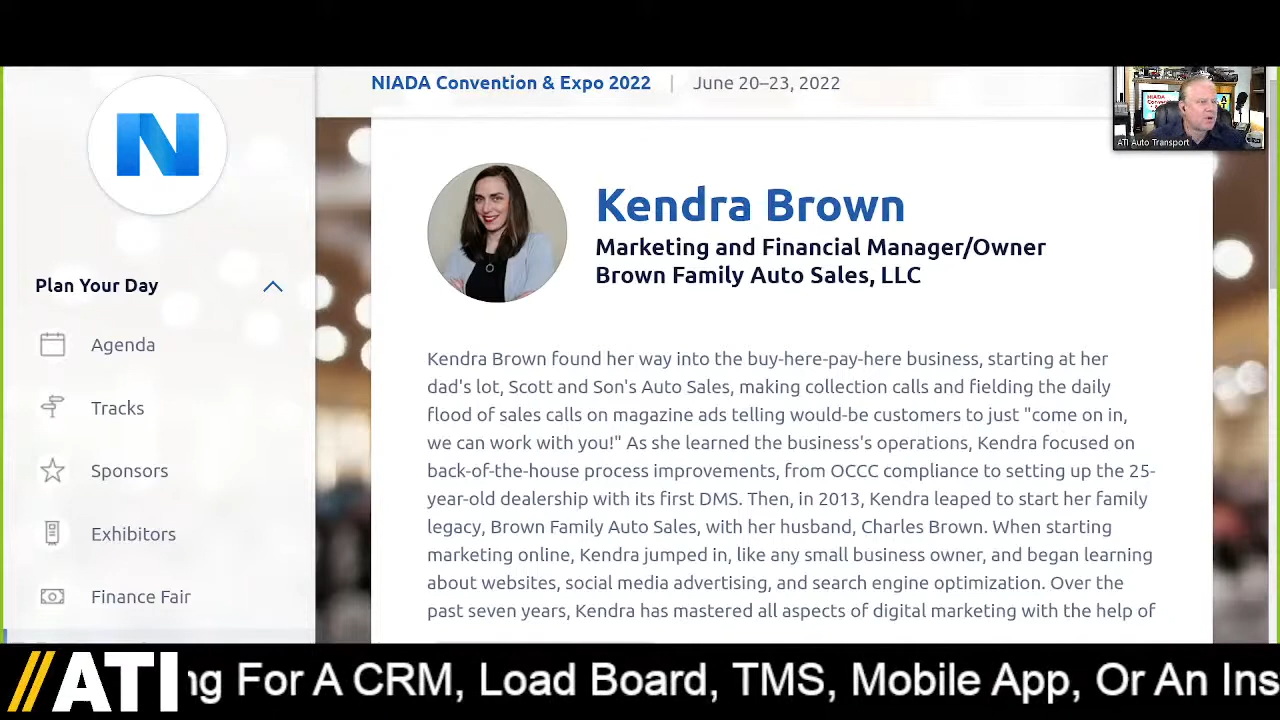 NIADA Convention & Expo 2022 | June 20–23, 2022
N
ATI Auto Transport
Kendra Brown
Marketing and Financial Manager/Owner
Brown Family Auto Sales, LLC
Plan Your Day
Agenda
Tracks
Sponsors
Exhibitors
Finance Fair
Kendra Brown found her way into the buy-here-pay-here business, starting at her
dad's lot, Scott and Son's Auto Sales, making collection calls and fielding the daily
flood of sales calls on magazine ads telling would-be customers to just "come on in,
we can work with you!" As she learned the business's operations, Kendra focused on
back-of-the-house process improvements, from OCCC compliance to setting up the 25-
year-old dealership with its first DMS. Then, in 2013, Kendra leaped to start her family
legacy, Brown Family Auto Sales, with her husband, Charles Brown. When starting
marketing online, Kendra jumped in, like any small business owner, and began learning
about websites, social media advertising, and search engine optimization. Over the
past seven years, Kendra has mastered all aspects of digital marketing with the help of
//ATI ng For A CRM, Load Board, TMS, Mobile App, Or An Ins